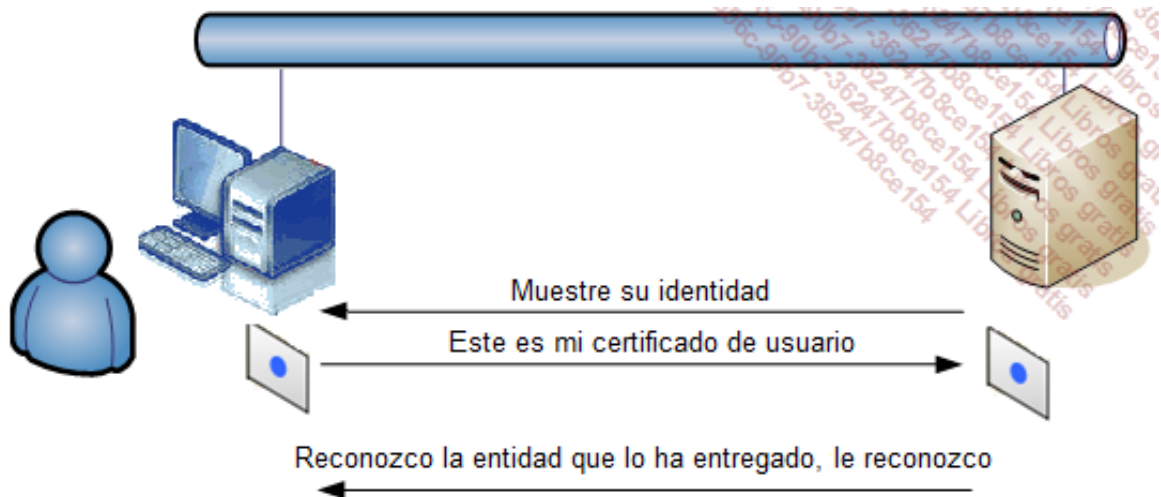 Muestre su identidad
Este es mi certificado de usuario
Reconozco la entidad que lo ha entregado, le reconozco